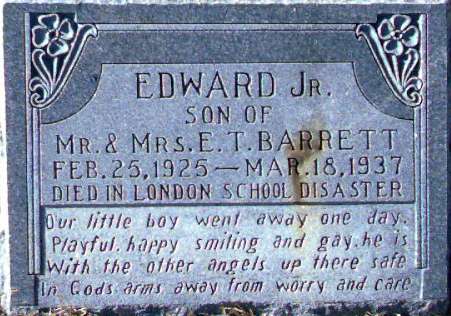 EDWARD JR.
SON OF
MR. & MRS. E. T. BARRETT
FEB. 25, 1925 — MAR. 18, 1937
DIED IN LONDON SCHOOL DISASTER
Our little boy went away one day.
Playful, happy smiling and gay, he is
With the other angels up there safe
In Gods arms away from worry and care